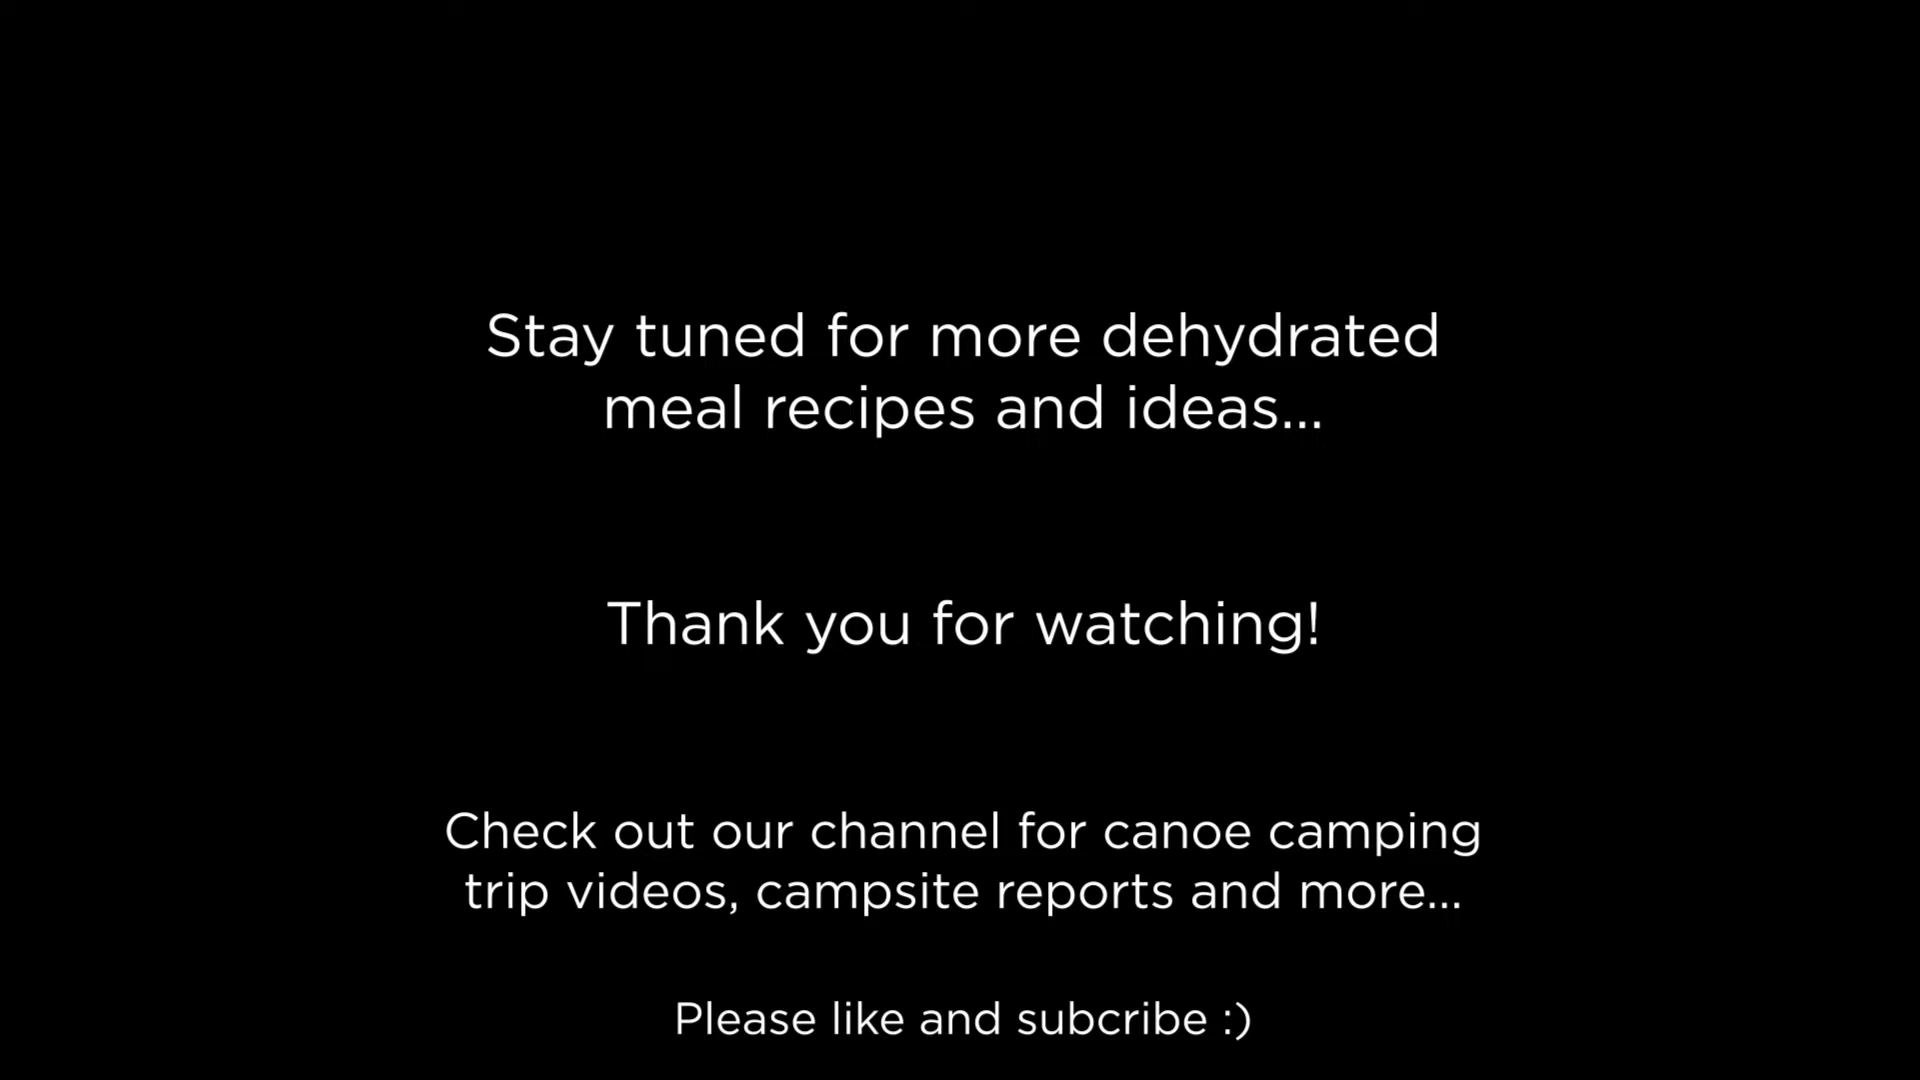 Stay tuned for more dehydrated
meal recipes and ideas...
Thank you for watching!
Check out our channel for canoe camping
trip videos, campsite reports and more...
Please like and subcribe :)